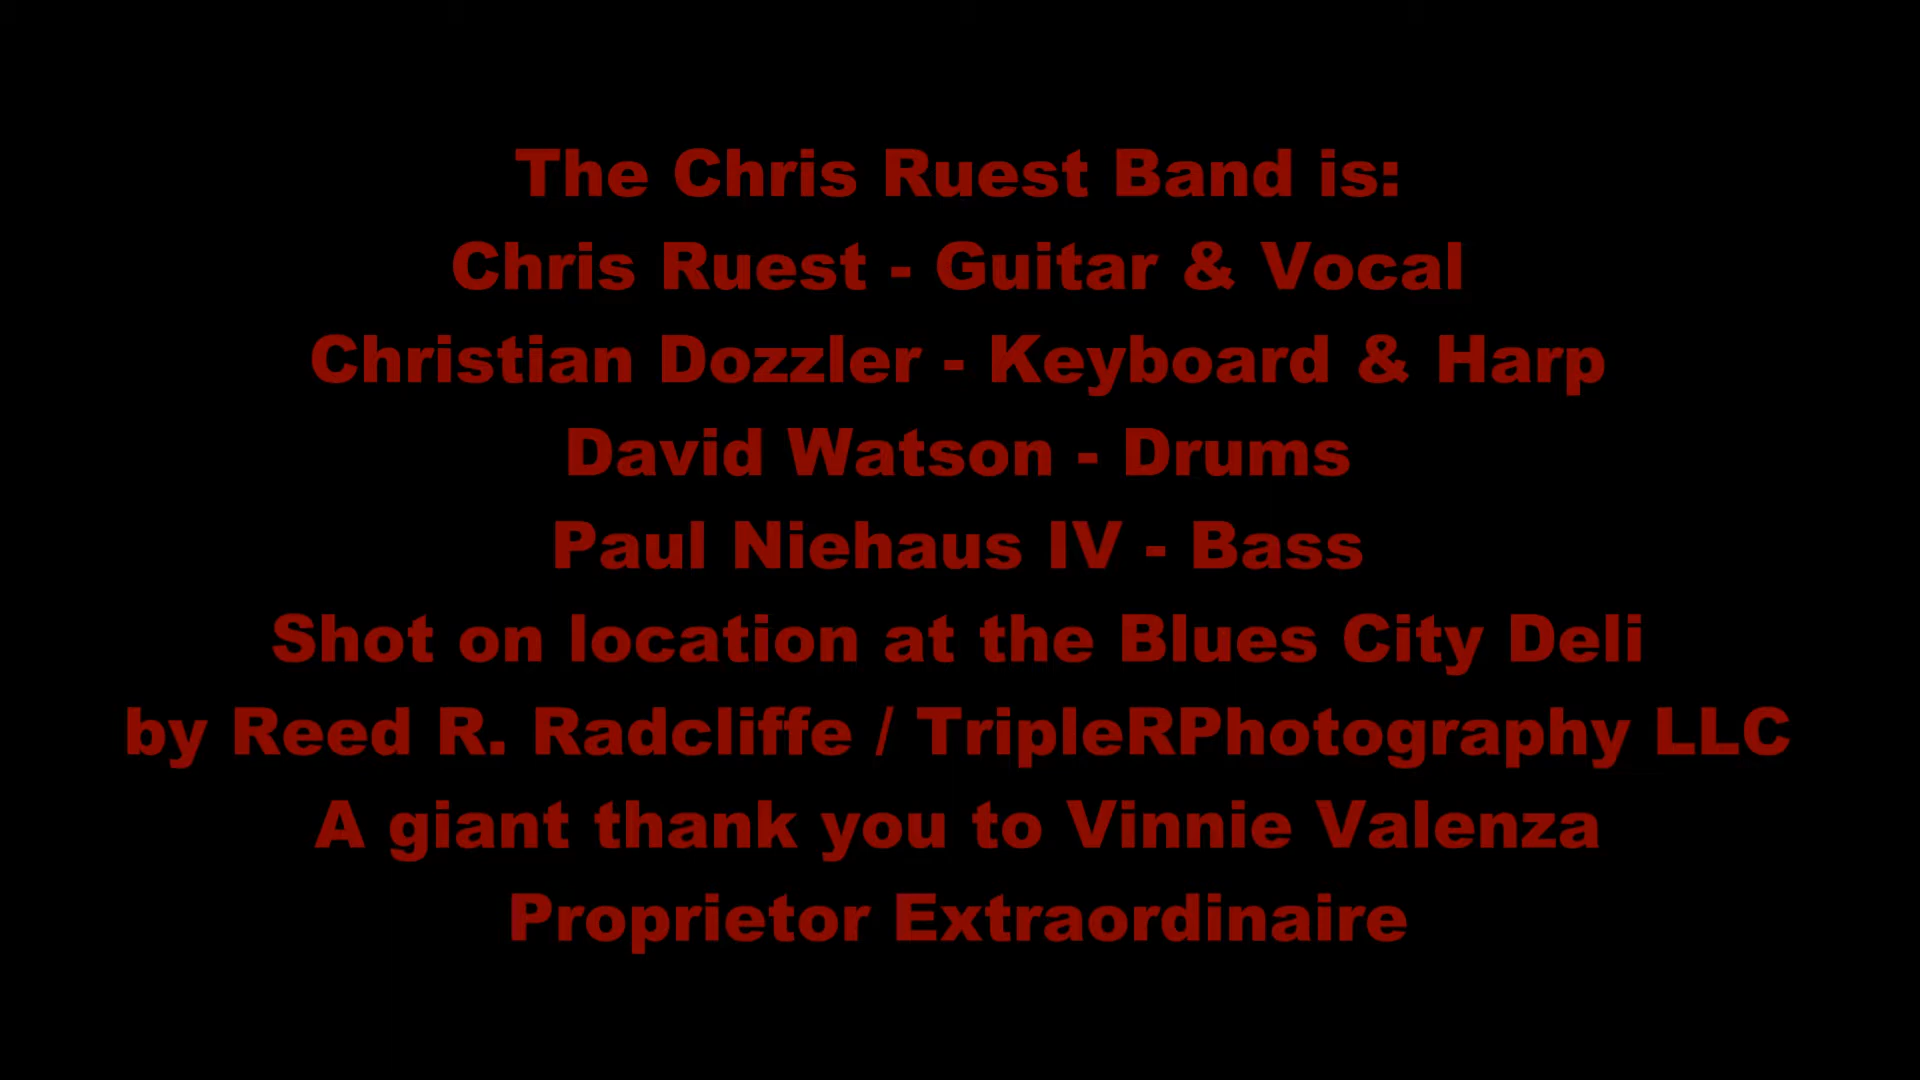 The Chris Ruest Band is:
Chris Ruest - Guitar & Vocal
Christian Dozzler - Keyboard & Harp
David Watson - Drums
Paul Niehaus IV - Bass
Shot on location at the Blues City Deli
by Reed R. Radcliffe / TripleRPhotography LLC
A giant thank you to Vinnie Valenza
Proprietor Extraordinaire